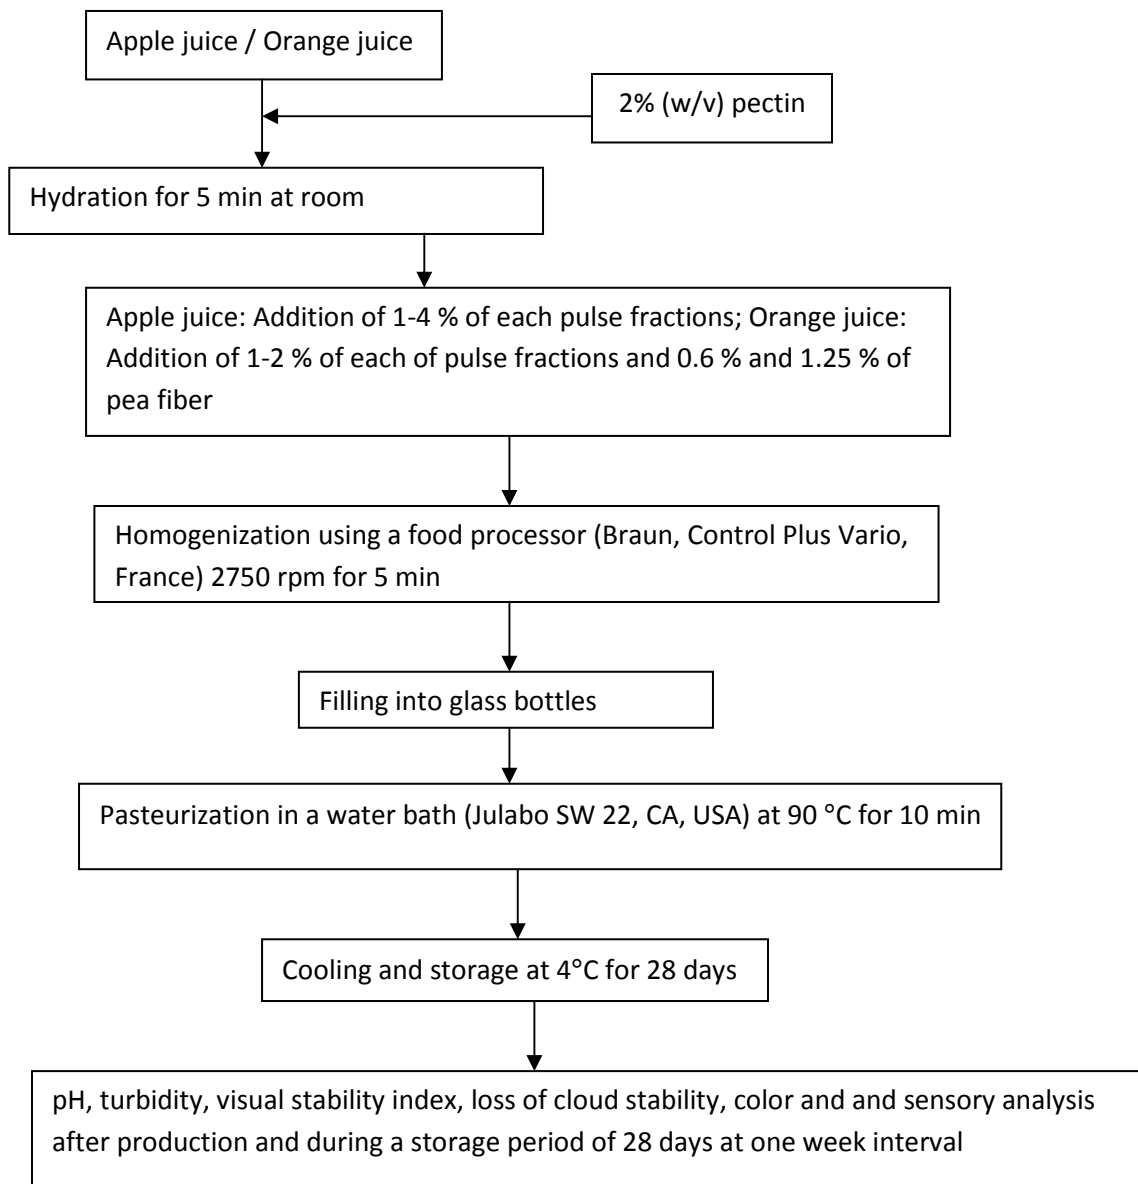 Apple juice / Orange juice
2% (w/v) pectin
Hydration for 5 min at room
Apple juice: Addition of 1-4 % of each pulse fractions; Orange juice:
Addition of 1-2 % of each of pulse fractions and 0.6 % and 1.25 % of
pea fiber
Homogenization using a food processor (Braun, Control Plus Vario,
France) 2750 rpm for 5 min
Filling into glass bottles
Pasteurization in a water bath (Julabo SW 22, CA, USA) at 90 °C for 10 min
Cooling and storage at 4°C for 28 days
pH, turbidity, visual stability index, loss of cloud stability, color and and sensory analysis
after production and during a storage period of 28 days at one week interval